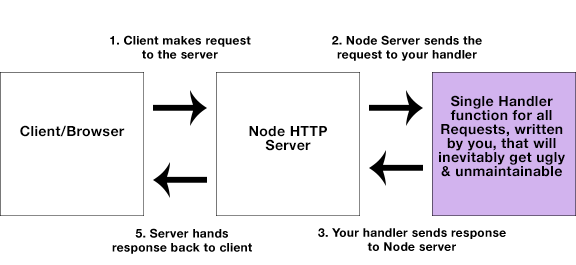 1. Client makes request
to the server
2. Node Server sends the
request to your handler
Client/Browser
Node HTTP
Server
Single Handler
function for all
Requests, written
by you, that will
inevitably get ugly
& unmaintainable
5. Server hands
response back to client
3. Your handler sends response
to Node server